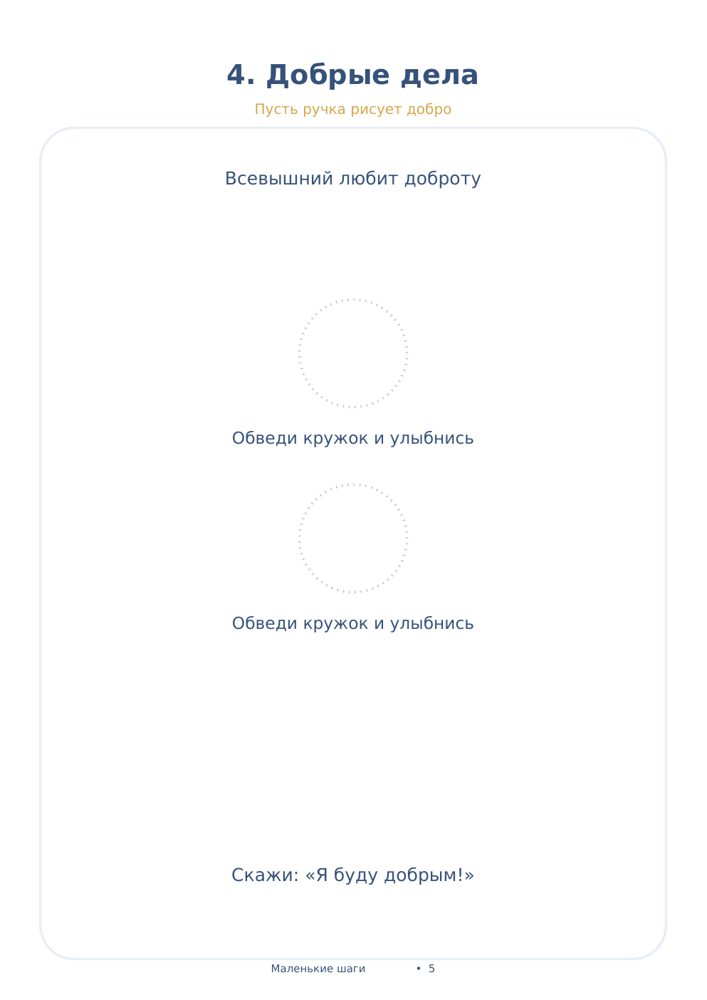 4. Добрые дела
Пусть ручка рисует добро
Всевышний любит доброту
Обведи кружок и улыбнись
Обведи кружок и улыбнись
Скажи: «Я буду добрым!»
Маленькие шаги • 5